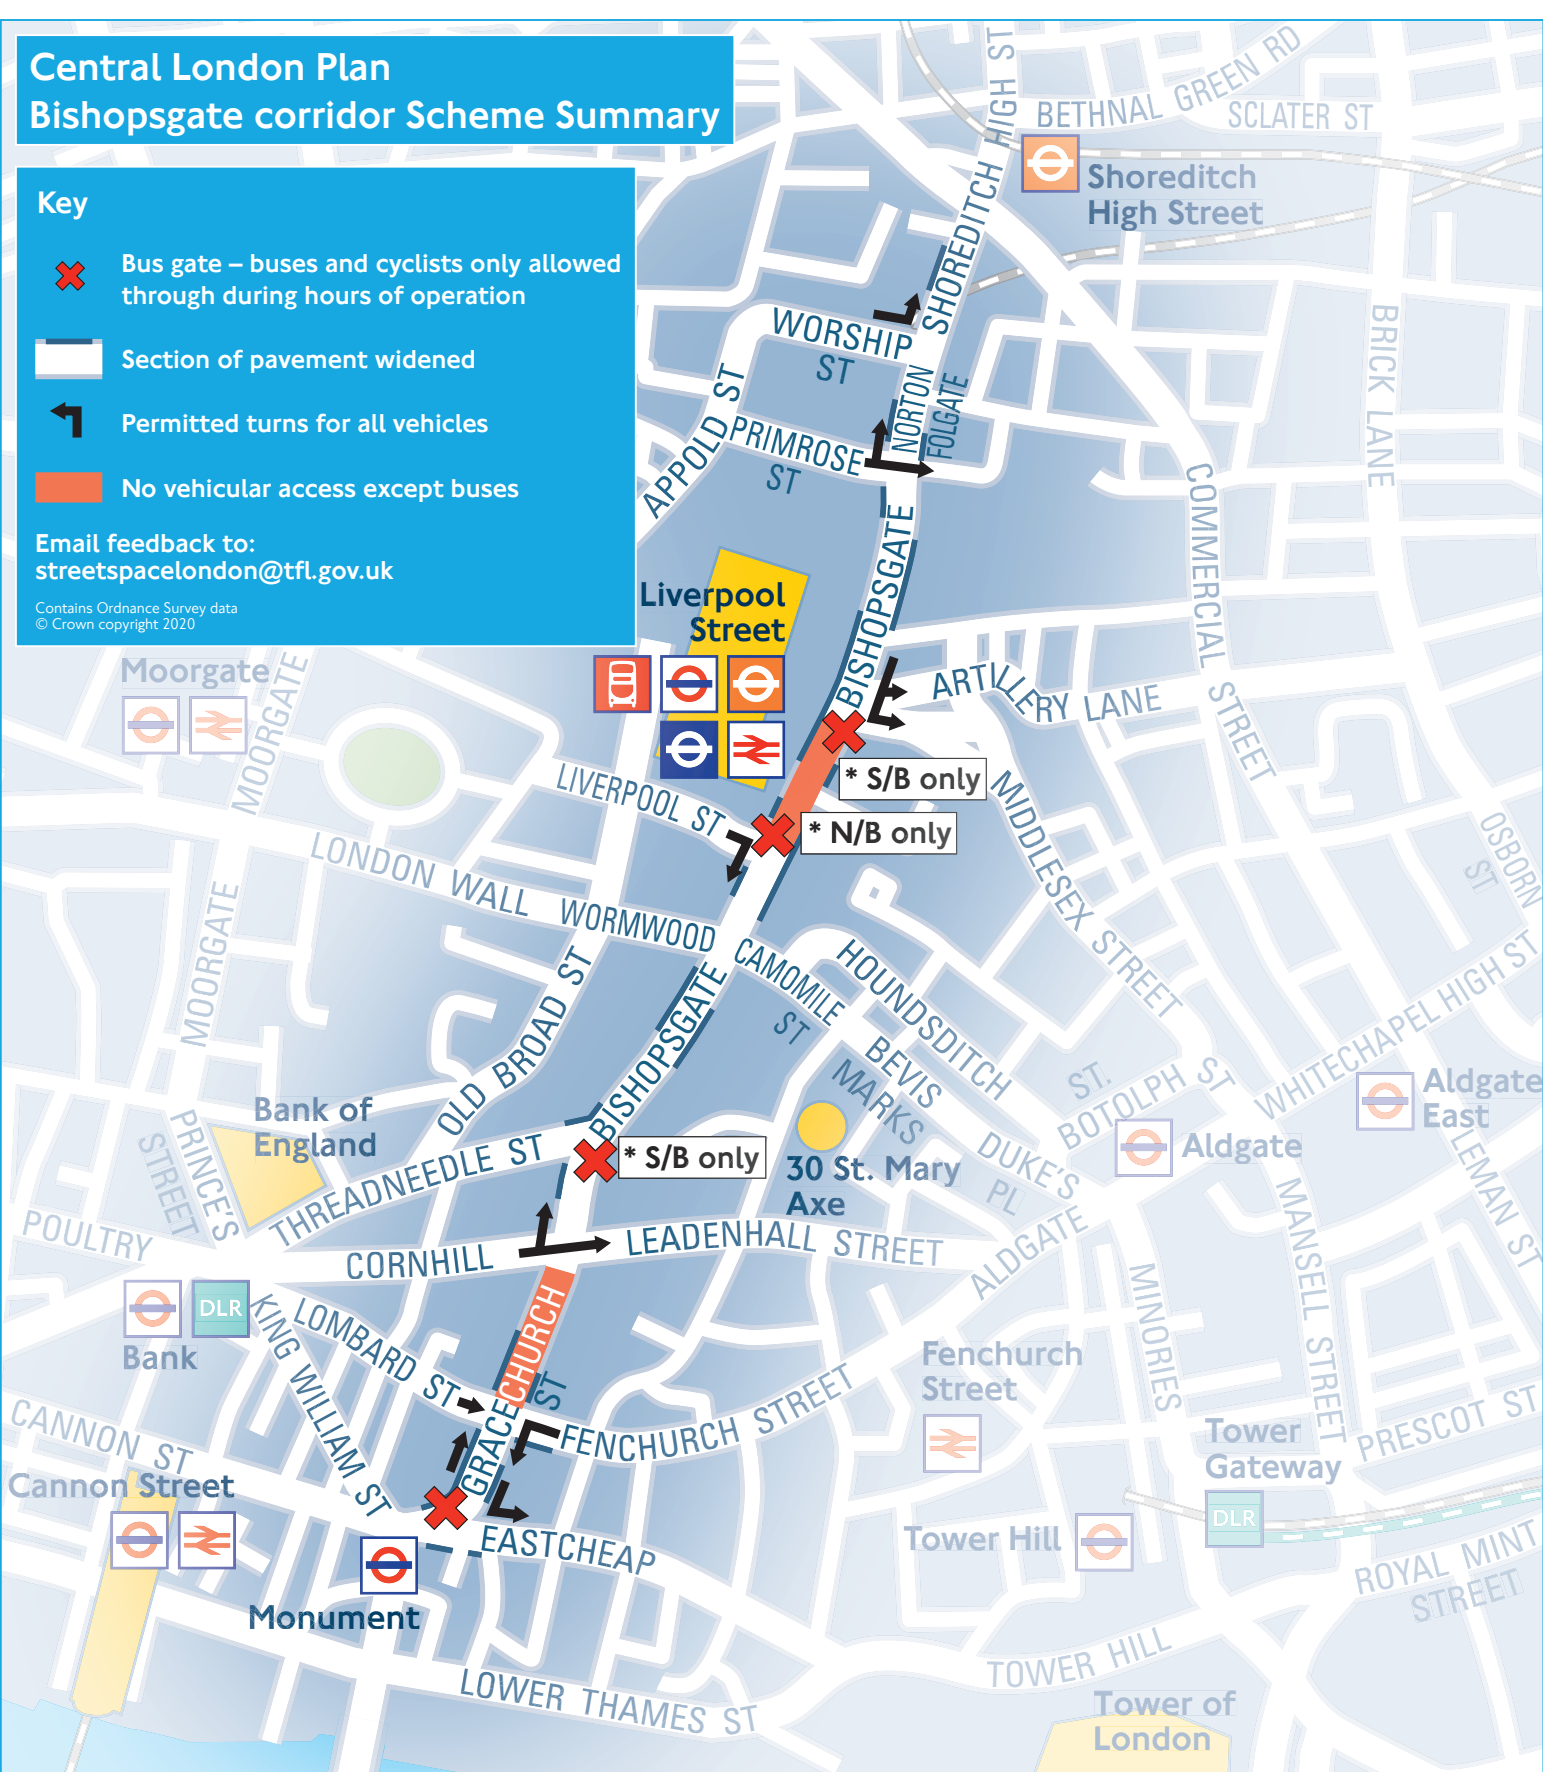 Central London Plan
Bishopsgate corridor Scheme Summary
Key
Bus gate – buses and cyclists only allowed
through during hours of operation
Section of pavement widened
Permitted turns for all vehicles
No vehicular access except buses
Email feedback to:
streetspacelondon@tfl.gov.uk
Contains Ordnance Survey data
© Crown copyright 2020
SHOREDITCH HIGH ST
BETHNAL GREEN RD
SCLATER ST
Shoreditch
High Street
WORSHIP
ST
NORTON
FOLGATE
BRICK LANE
APPOLD ST
PRIMROSE
ST
COMMERCIAL STREET
BISHOPSGATE
Liverpool
Street
ARTILLERY LANE
Moorgate
MOORGATE
* S/B only
LIVERPOOL ST
* N/B only
MIDDLESEX STREET
OSBORN
ST
LONDON WALL
WORMWOOD
CAMOMILE
ST
HOUNDSDITCH
MOORGATE
OLD BROAD ST
BISHOPSGATE
BEVIS
MARKS
WHITECHAPEL HIGH ST
ST.
BOTOLPH ST
Aldgate
East
Bank of
England
PRINCE'S
STREET
THREADNEEDLE ST
* S/B only
30 St. Mary
Axe
DUKE'S
PL
Aldgate
LEMAN ST
POULTRY
CORNHILL
LEADENHALL STREET
ALDGATE
MANSELL STREET
MINORIES
DLR
Bank
KING WILLIAM ST
LOMBARD ST
GRACECHURCH
ST
FENCHURCH STREET
Fenchurch
Street
CANNON ST
Cannon Street
Tower
Gateway
DLR
PRESCOT ST
EASTCHEAP
Tower Hill
ROYAL MINT
STREET
Monument
LOWER THAMES ST
TOWER HILL
Tower of
London